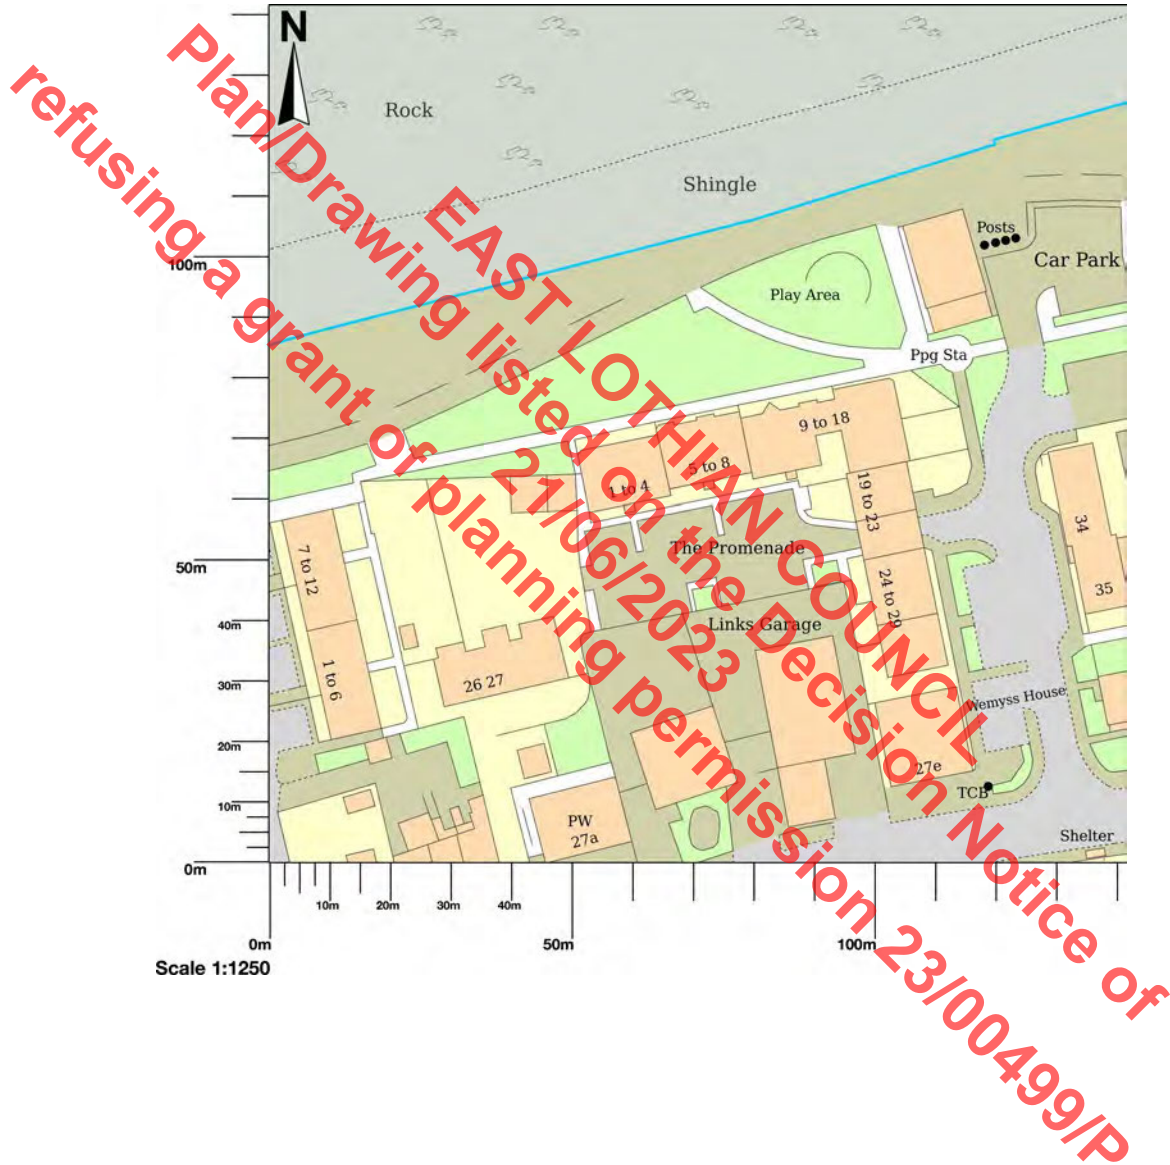 N
Rock
Shingle
Posts
Car Park
100m
Play Area
Ppg Sta
9 to 18
5 to 8
1 to 4
19 to 23
34
The Promenade
50m
7 to 12
24 to 29
35
40m
Links Garage
30m
1 to 6
26 27
Wemyss House
20m
27e
TCB
10m
PW
27a
Shelter
0m
10m
20m
30m
40m
0m
50m
100m
Scale 1:1250
EAST LOTHIAN COUNCIL
Plan/Drawing listed on the Decision Notice of
21/06/2023
refusing a grant of planning permission 23/00499/P